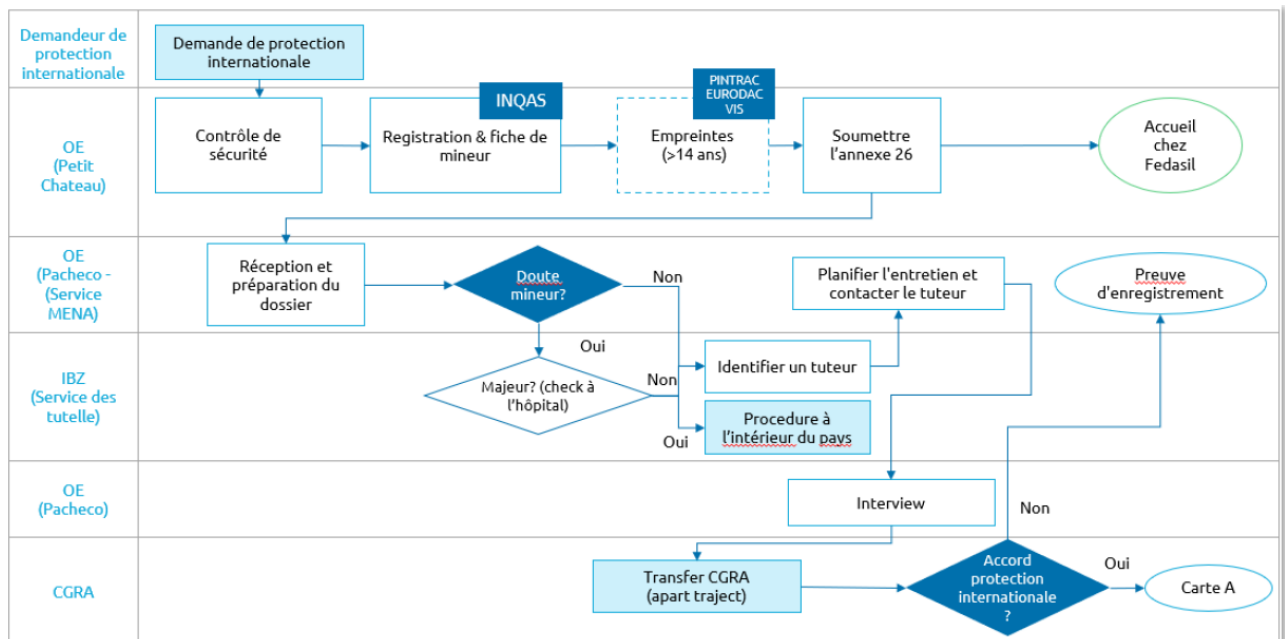 Demandeur de
protection
internationale
Demande de protection
internationale
OE
(Petit
Chateau)
Contrôle de
sécurité
INQAS
Registration & fiche de
mineur
PINTRAC
EURODAC
VIS
Empreintes
(>14 ans)
Soumettre
l'annexe 26
Accueil
chez
Fedasil
OE
(Pacheco -
(Service
MENA)
Réception et
préparation du
dossier
Doute
mineur?
Non
Oui
Planifier l'entretien et
contacter le tuteur
Preuve
d'enregistrement
IBZ
(Service des
tutelle)
Majeur? (check à
l'hôpital)
Non
Oui
Identifier un tuteur
Procedure à
l'intérieur du pays
OE
(Pacheco)
Interview
Non
CGRA
Transfer CGRA
(apart traject)
Accord
protection
internationale
?
Oui
Carte A